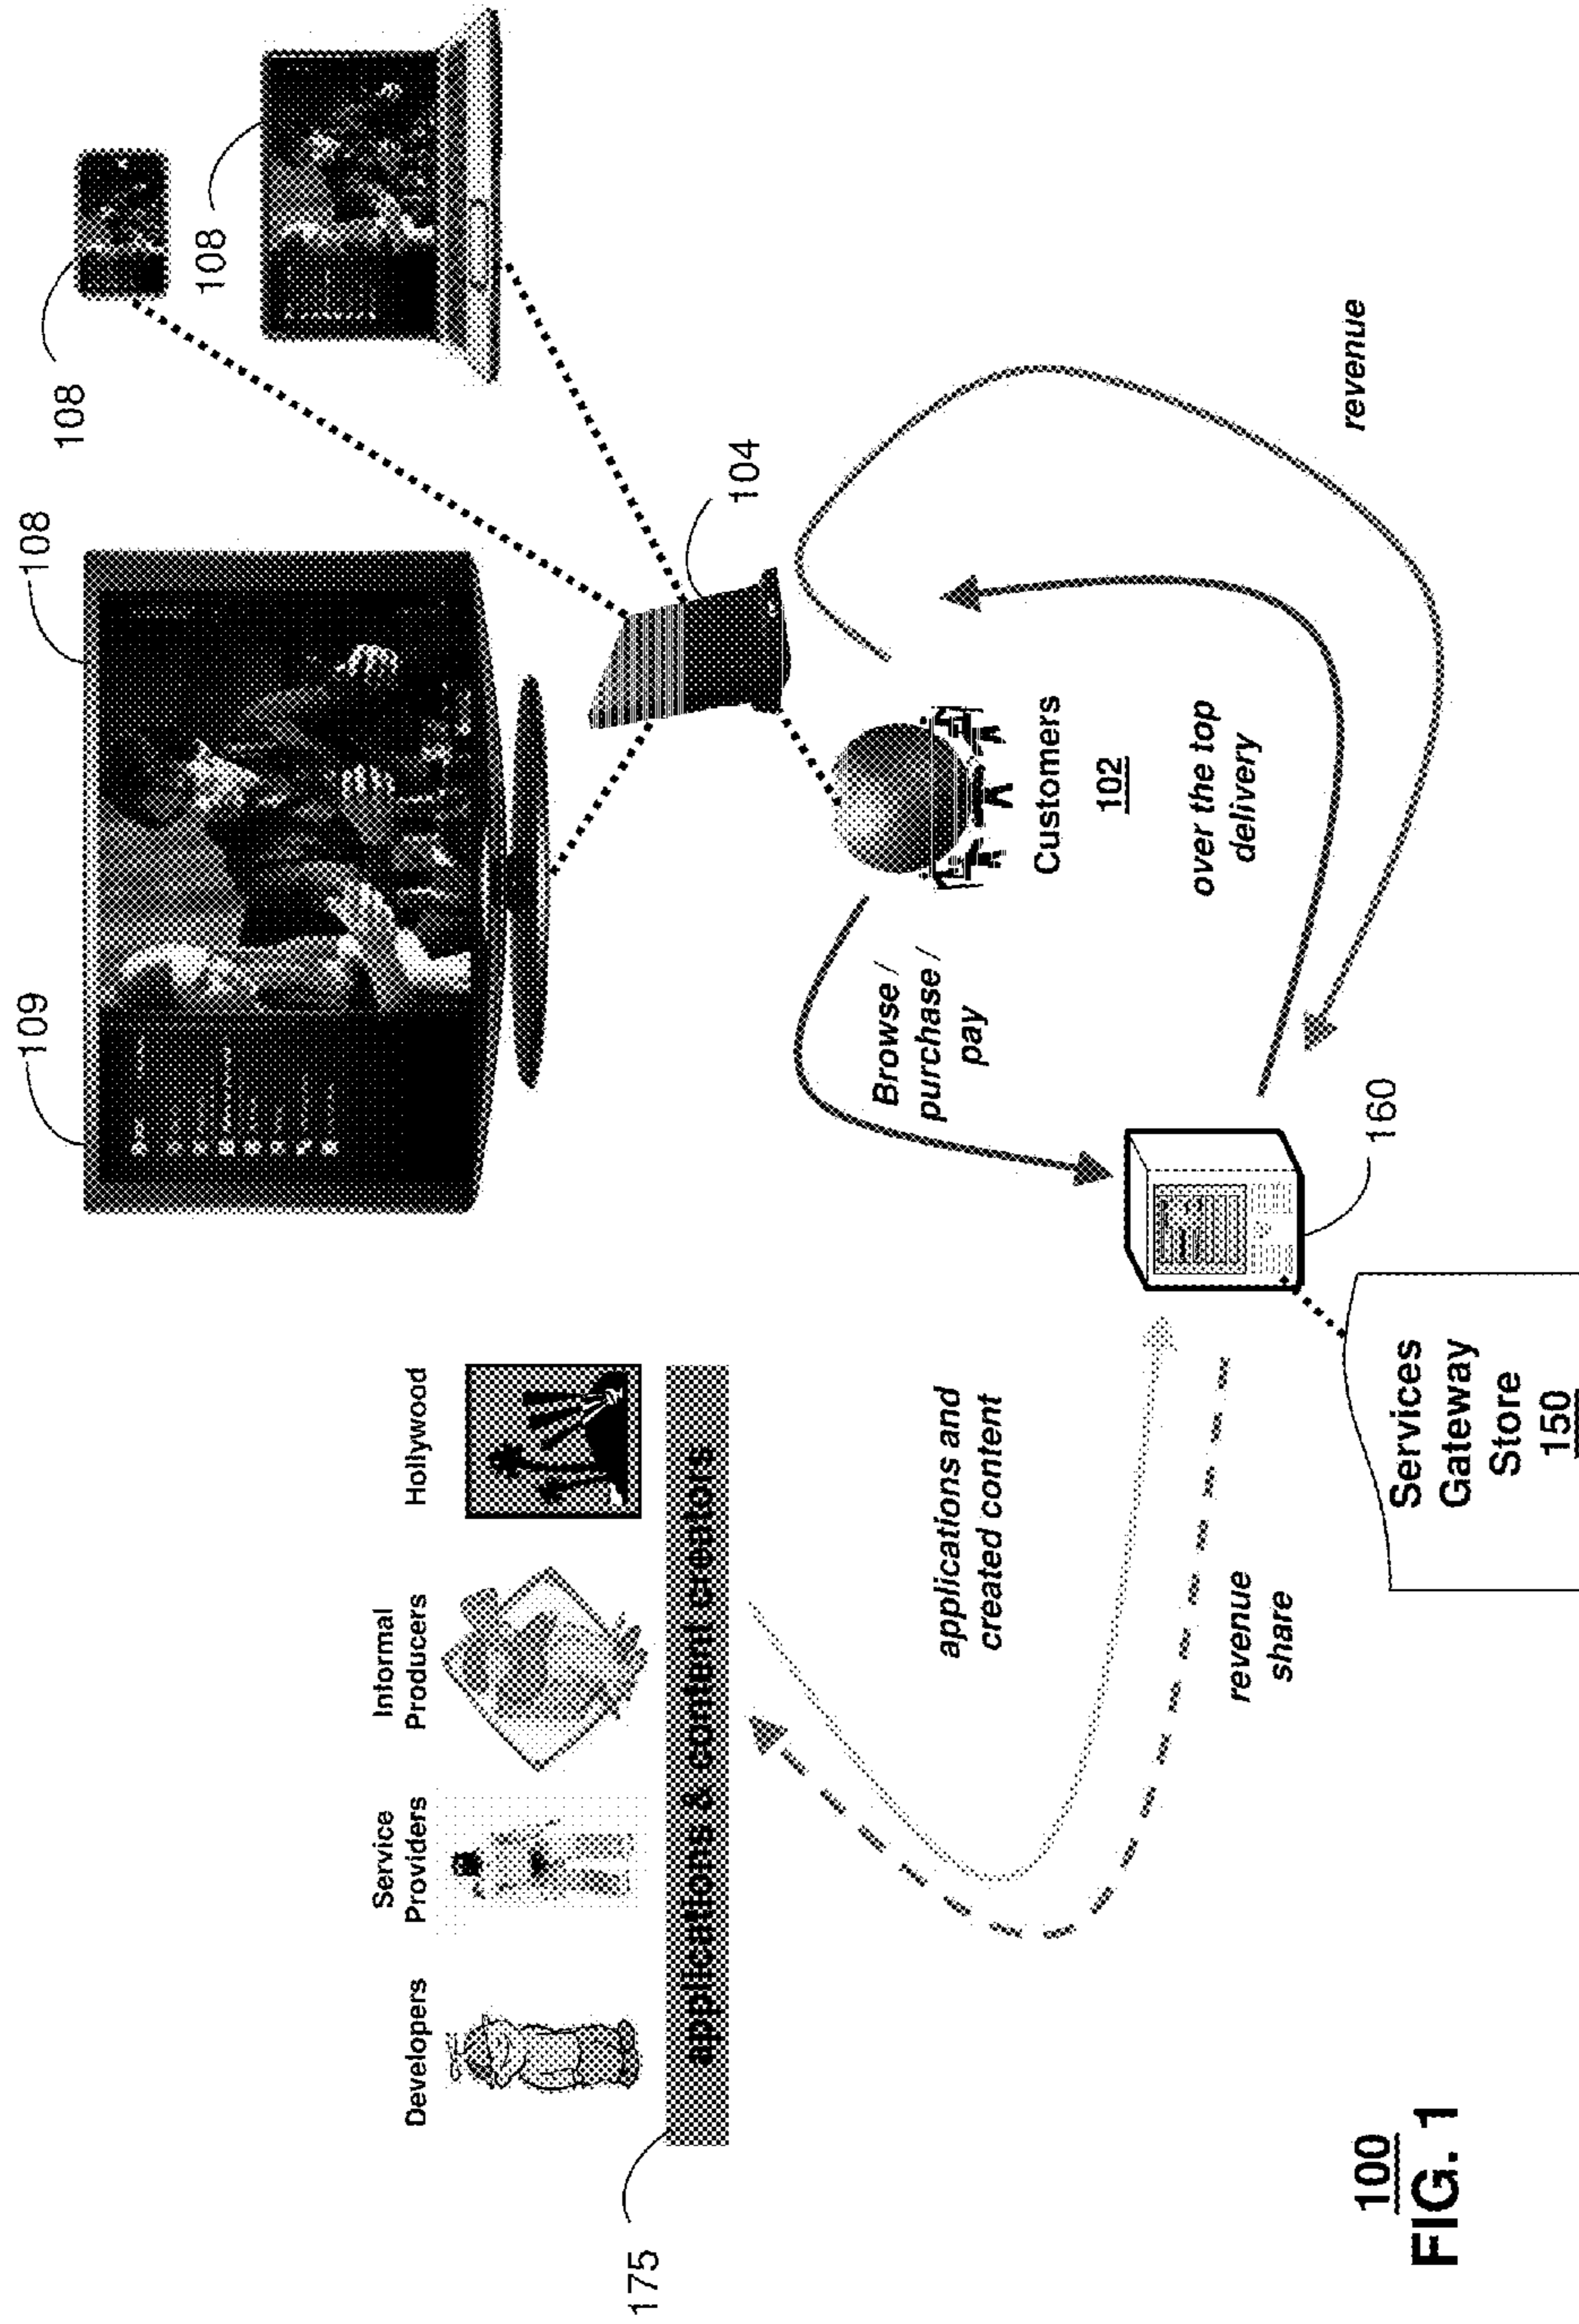 109
108
108
108
Developers
Service
Providers
Informal
Producers
Hollywood
175
applications & content creators
104
Browse /
purchase /
pay
Customers
102
over the top
delivery
revenue
applications and
created content
revenue
share
160
Services
Gateway
Store
150
100
FIG. 1